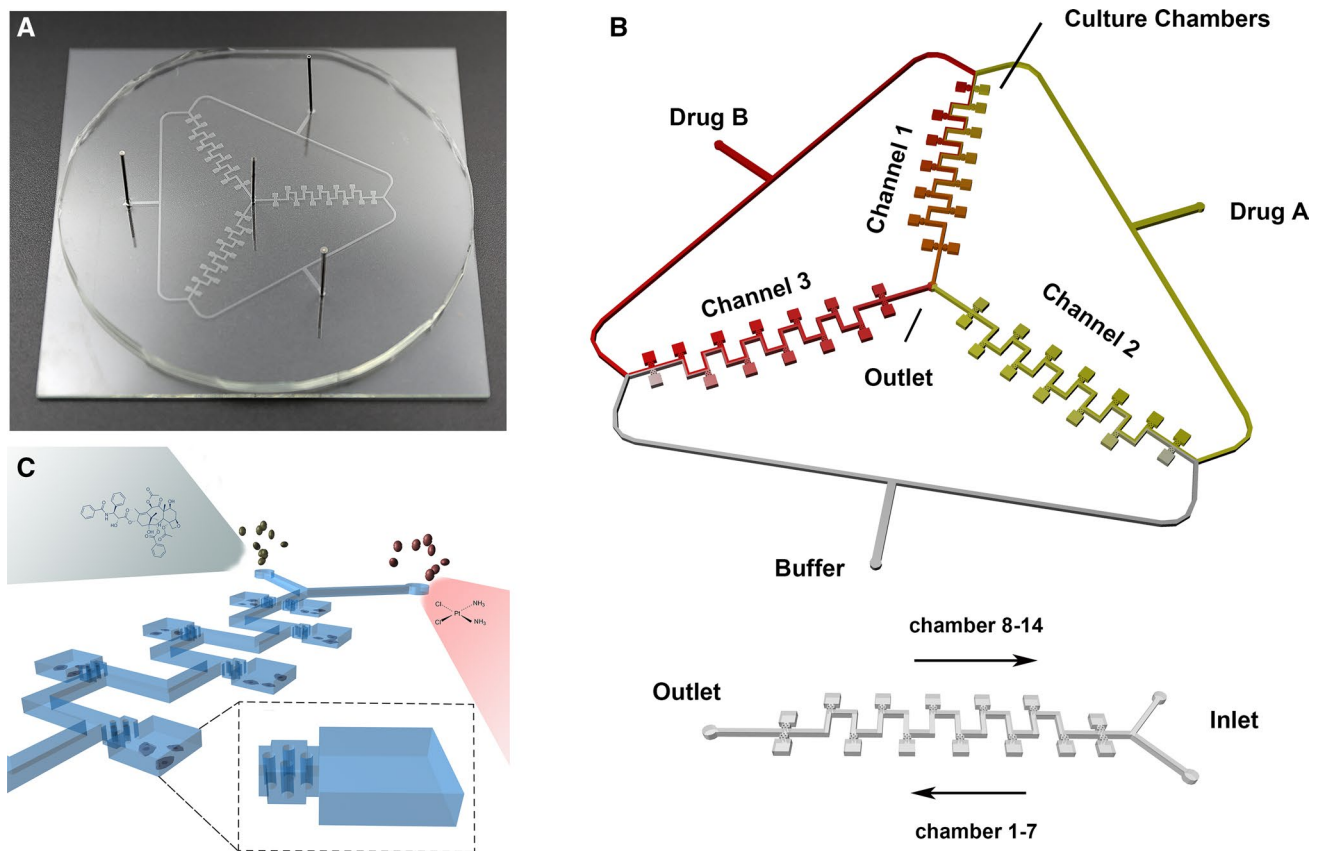 A
B
Culture Chambers
Drug B
Channel 1
Drug A
Channel 3
Channel 2
Outlet
Buffer
C
Cl
NH₃
Pt
Cl
NH₃
chamber 8-14
Outlet
Inlet
chamber 1-7